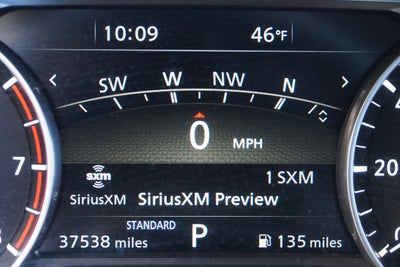 10:09 46°F
SW W NW N
0 MPH
sxm 1 SXM
SiriusXM SiriusXM Preview
STANDARD
37538 miles P 135 miles
7
20